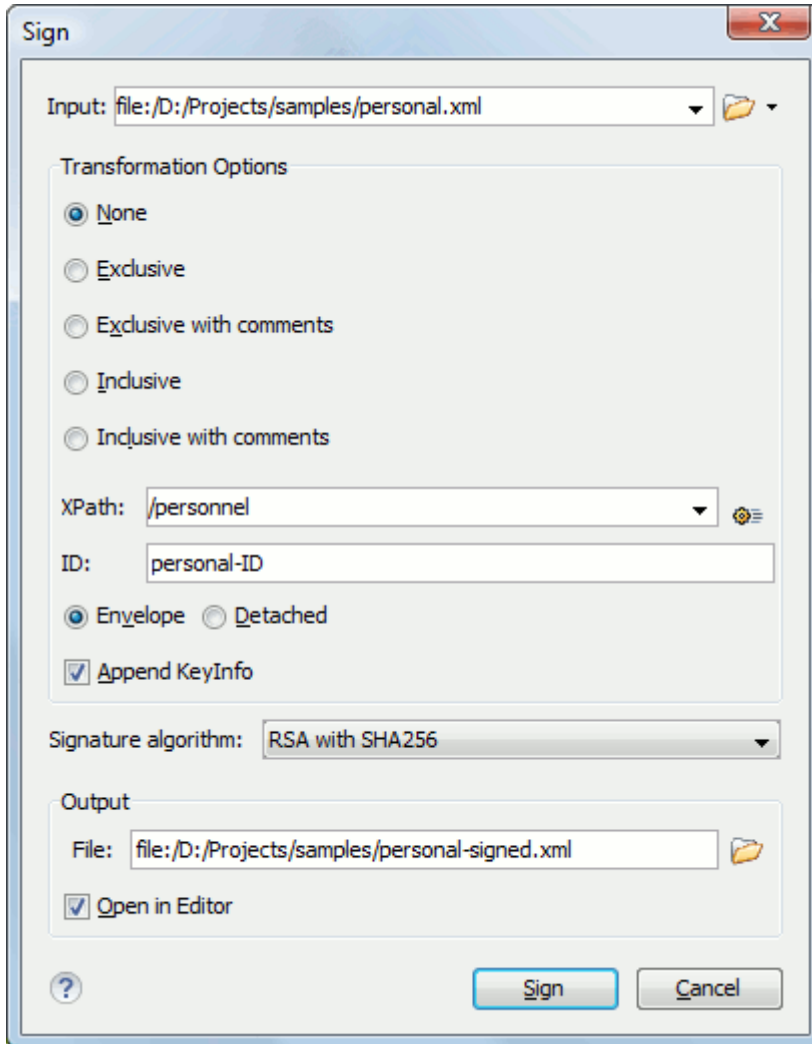 Sign
Input: file:/D:/Projects/samples/personal.xml
Transformation Options
None
Exclusive
Exclusive with comments
Inclusive
Inclusive with comments
XPath: /personnel
ID: personal-ID
Envelope Detached
Append KeyInfo
Signature algorithm: RSA with SHA256
Output
File: file:/D:/Projects/samples/personal-signed.xml
Open in Editor
? Sign Cancel